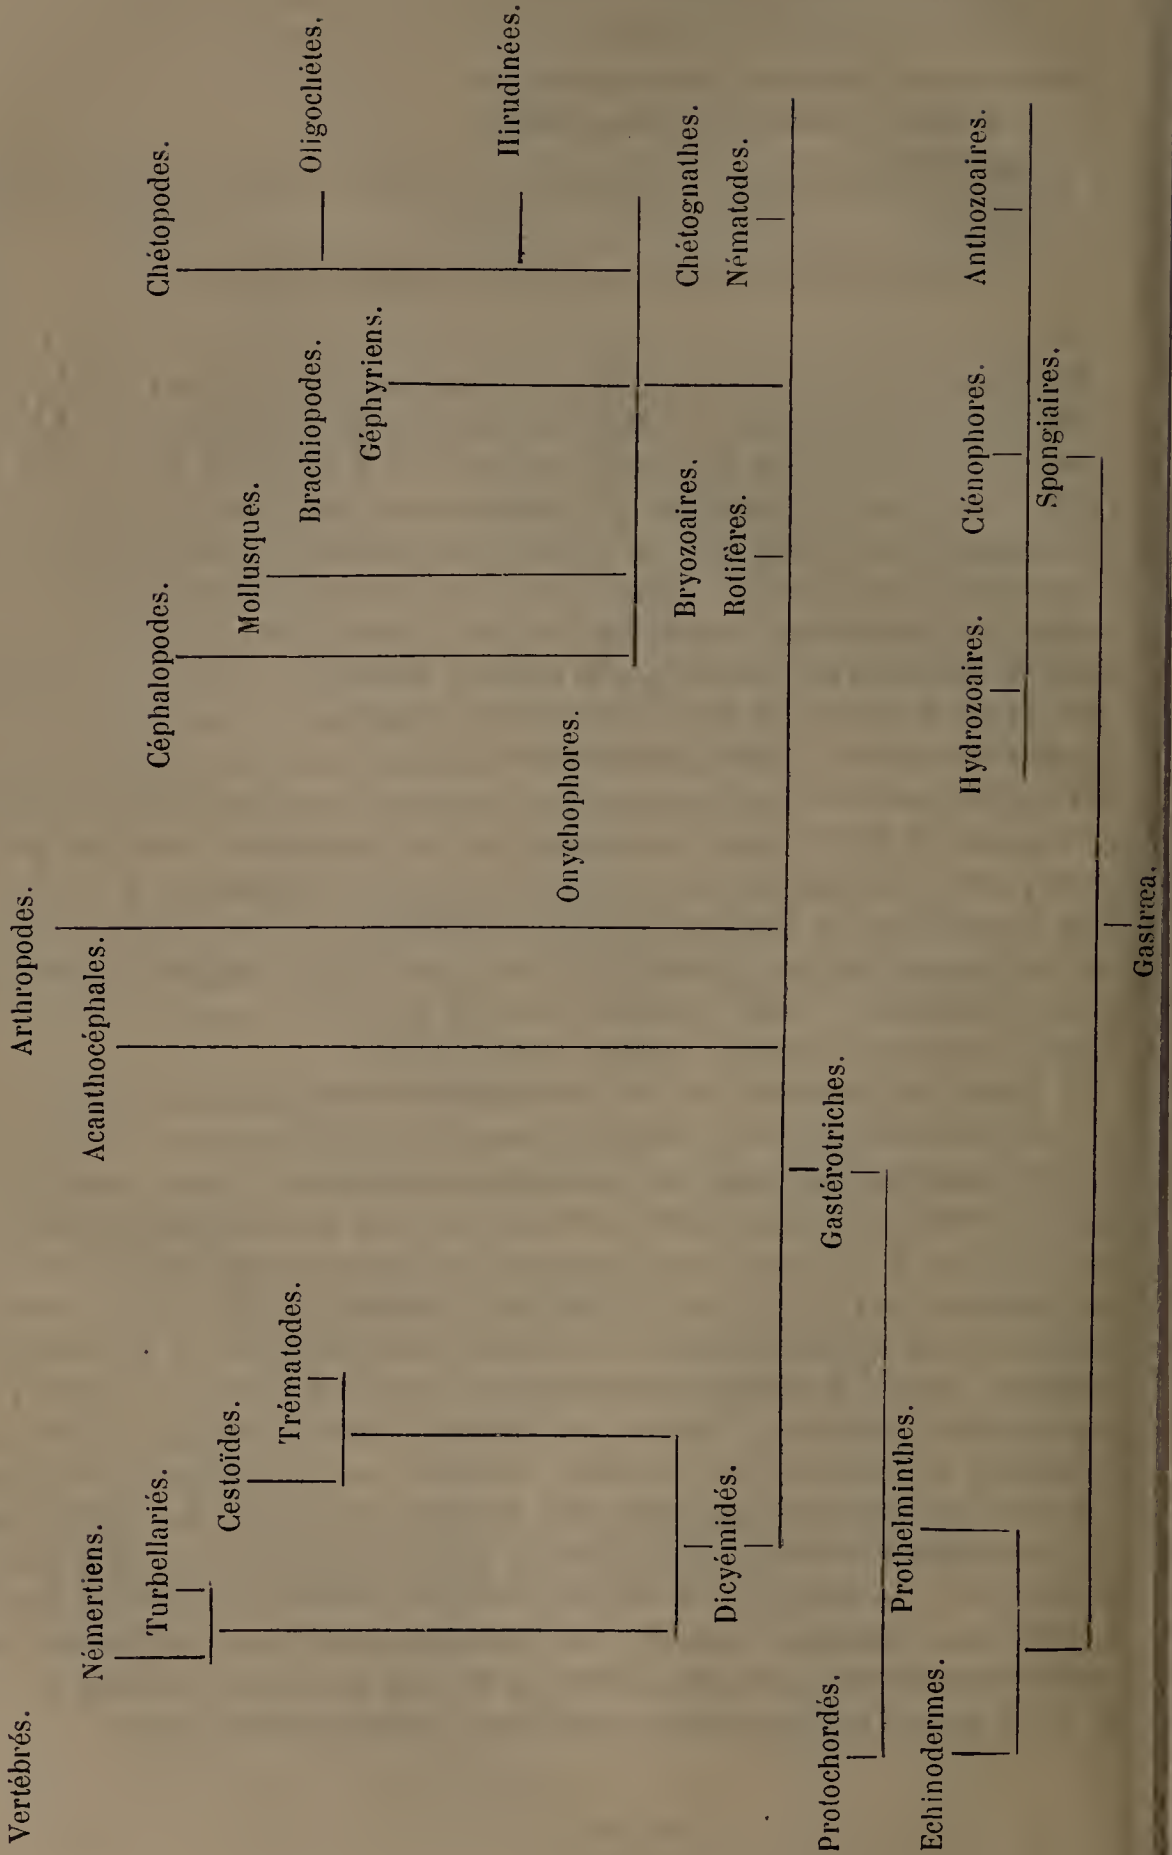 Vertébrés.
Arthropodes.
Némertiens.
Acanthocéphales.
Turbellariés.
Céphalopodes.
Chétopodes.
Cestoïdes.
Mollusques.
Trématodes.
Brachiopodes.
Oligochètes.
Géphyriens.
Hirudinées.
Onychophores.
Bryozoaires.
Chétognathes.
Dicyémidés.
Rotifères.
Nématodes.
Protochordés.
Gastérotriches.
Echinodermes.
Prothelminthes.
Hydrozoaires.
Cténophores.
Anthozoaires.
Spongiaires.
Gastræa.